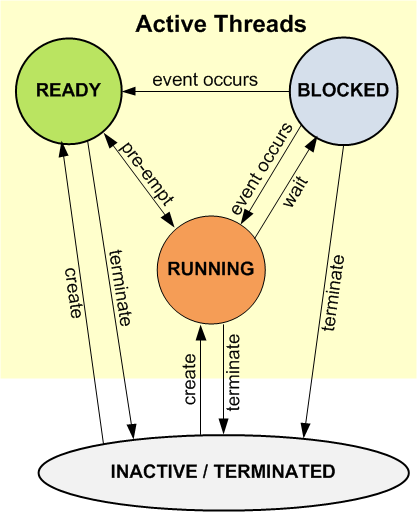 Active Threads
event occurs
READY
BLOCKED
pre-empt
event occurs
wait
RUNNING
create
terminate
terminate
create
terminate
INACTIVE / TERMINATED